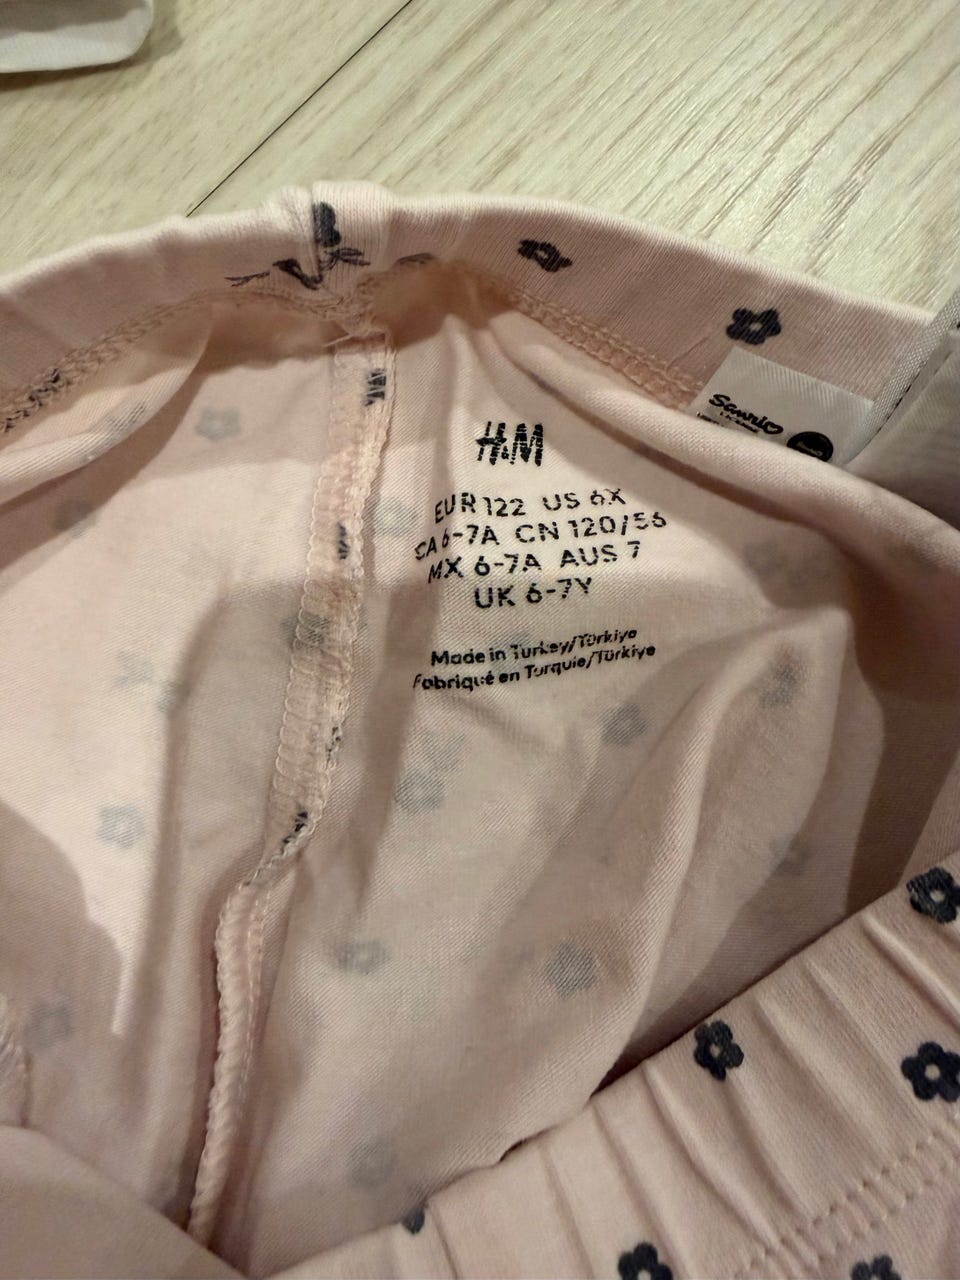 H&M
EUR 122 US 6X
CA 6-7A CN 120/56
MX 6-7A AUS 7
UK 6-7Y
Made in Turkey/Türkiye
Fabriqué en Turquie/Türkiye
Sanrio